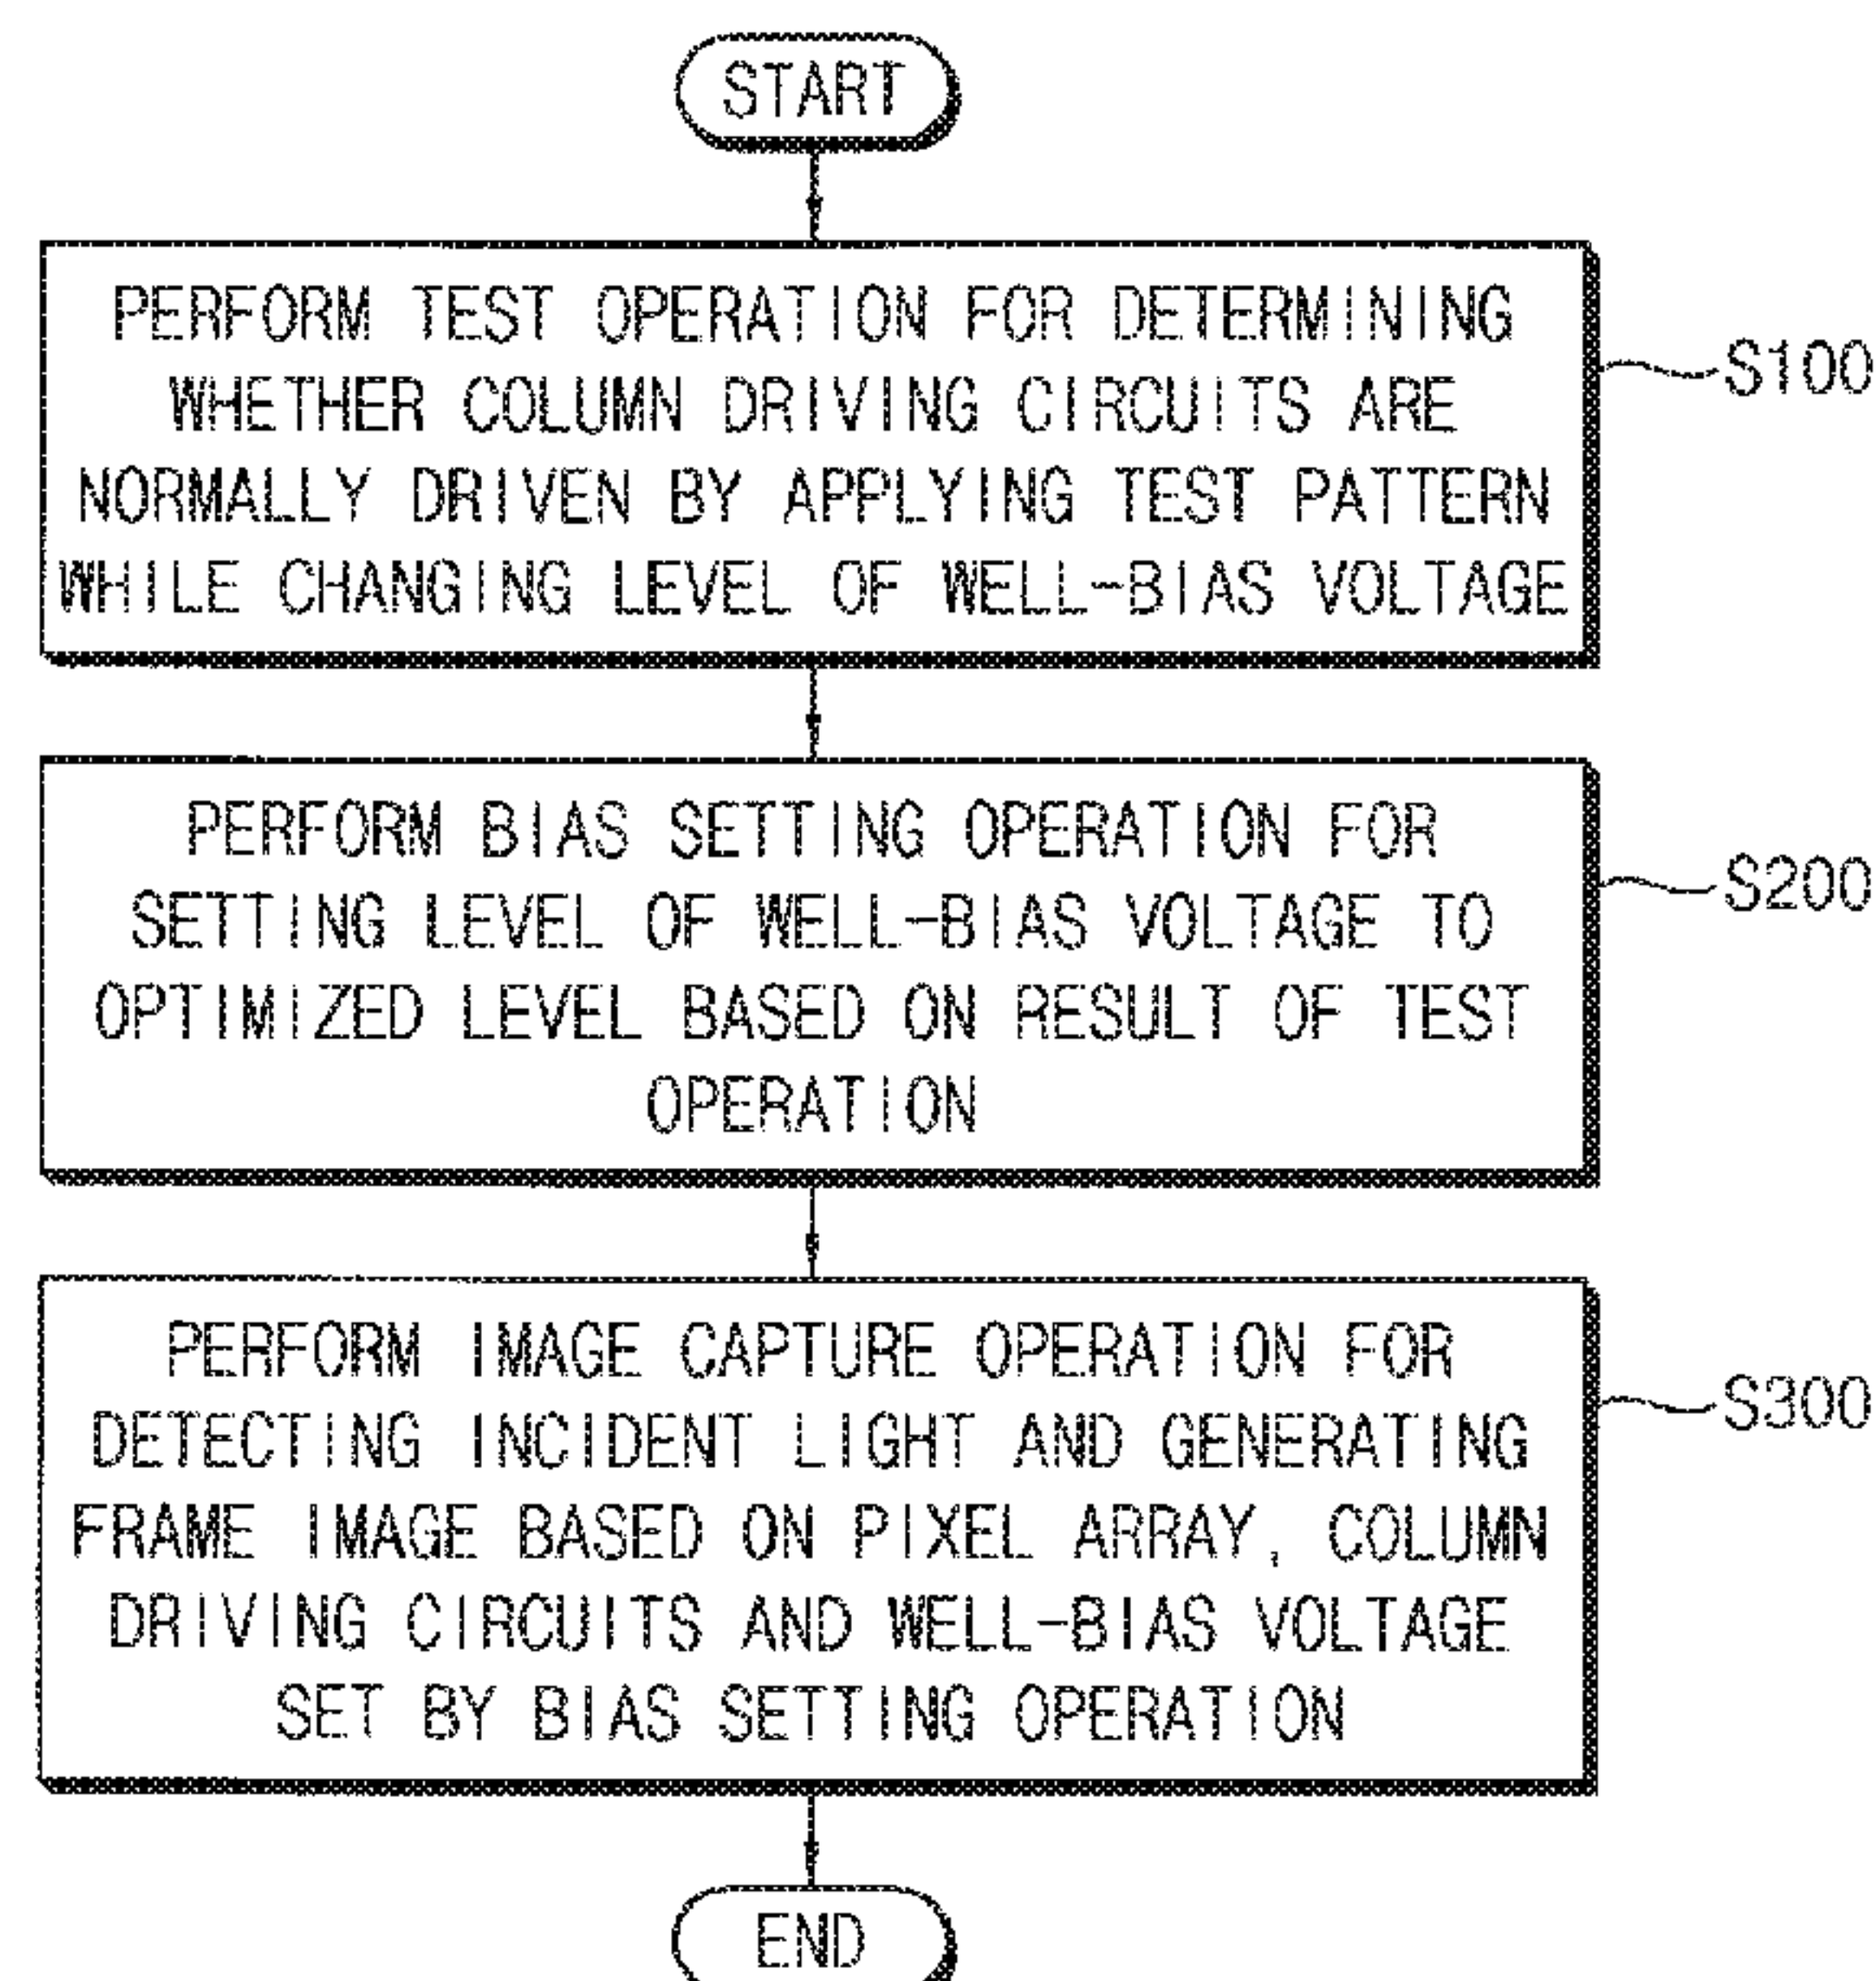 START
PERFORM TEST OPERATION FOR DETERMINING
WHETHER COLUMN DRIVING CIRCUITS ARE
NORMALLY DRIVEN BY APPLYING TEST PATTERN
WHILE CHANGING LEVEL OF WELL-BIAS VOLTAGE
S100
PERFORM BIAS SETTING OPERATION FOR
SETTING LEVEL OF WELL-BIAS VOLTAGE TO
OPTIMIZED LEVEL BASED ON RESULT OF TEST
OPERATION
S200
PERFORM IMAGE CAPTURE OPERATION FOR
DETECTING INCIDENT LIGHT AND GENERATING
FRAME IMAGE BASED ON PIXEL ARRAY, COLUMN
DRIVING CIRCUITS AND WELL-BIAS VOLTAGE
SET BY BIAS SETTING OPERATION
S300
END